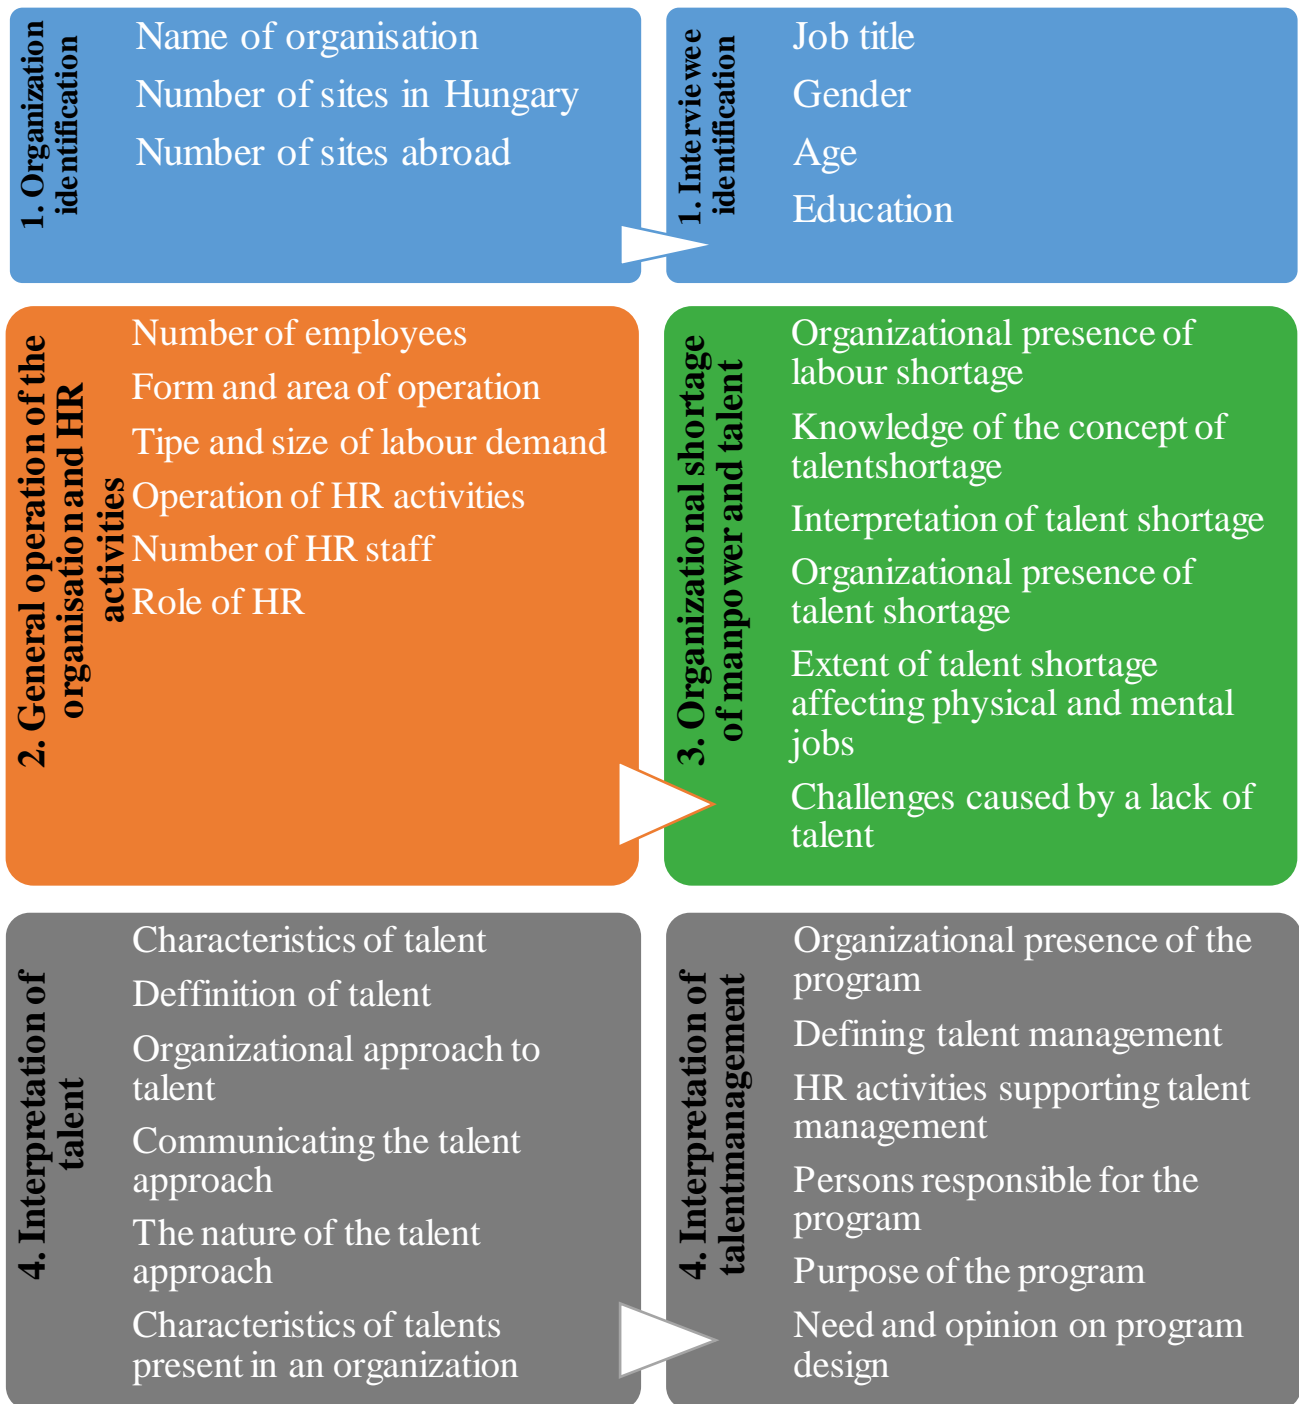 1. Organization
identification
Name of organisation
Number of sites in Hungary
Number of sites abroad
1. Interviewee
identification
Job title
Gender
Age
Education
2. General operation of the
organisation and HR
activities
Number of employees
Form and area of operation
Tipe and size of labour demand
Operation of HR activities
Number of HR staff
Role of HR
3. Organizational shortage
of manpower and talent
Organizational presence of
labour shortage
Knowledge of the concept of
talentshortage
Interpretation of talent shortage
Organizational presence of
talent shortage
Extent of talent shortage
affecting physical and mental
jobs
Challenges caused by a lack of
talent
4. Interpretation of
talent
Characteristics of talent
Deffinition of talent
Organizational approach to
talent
Communicating the talent
approach
The nature of the talent
approach
Characteristics of talents
present in an organization
4. Interpretation of
talentmanagement
Organizational presence of the
program
Defining talent management
HR activities supporting talent
management
Persons responsible for the
program
Purpose of the program
Need and opinion on program
design